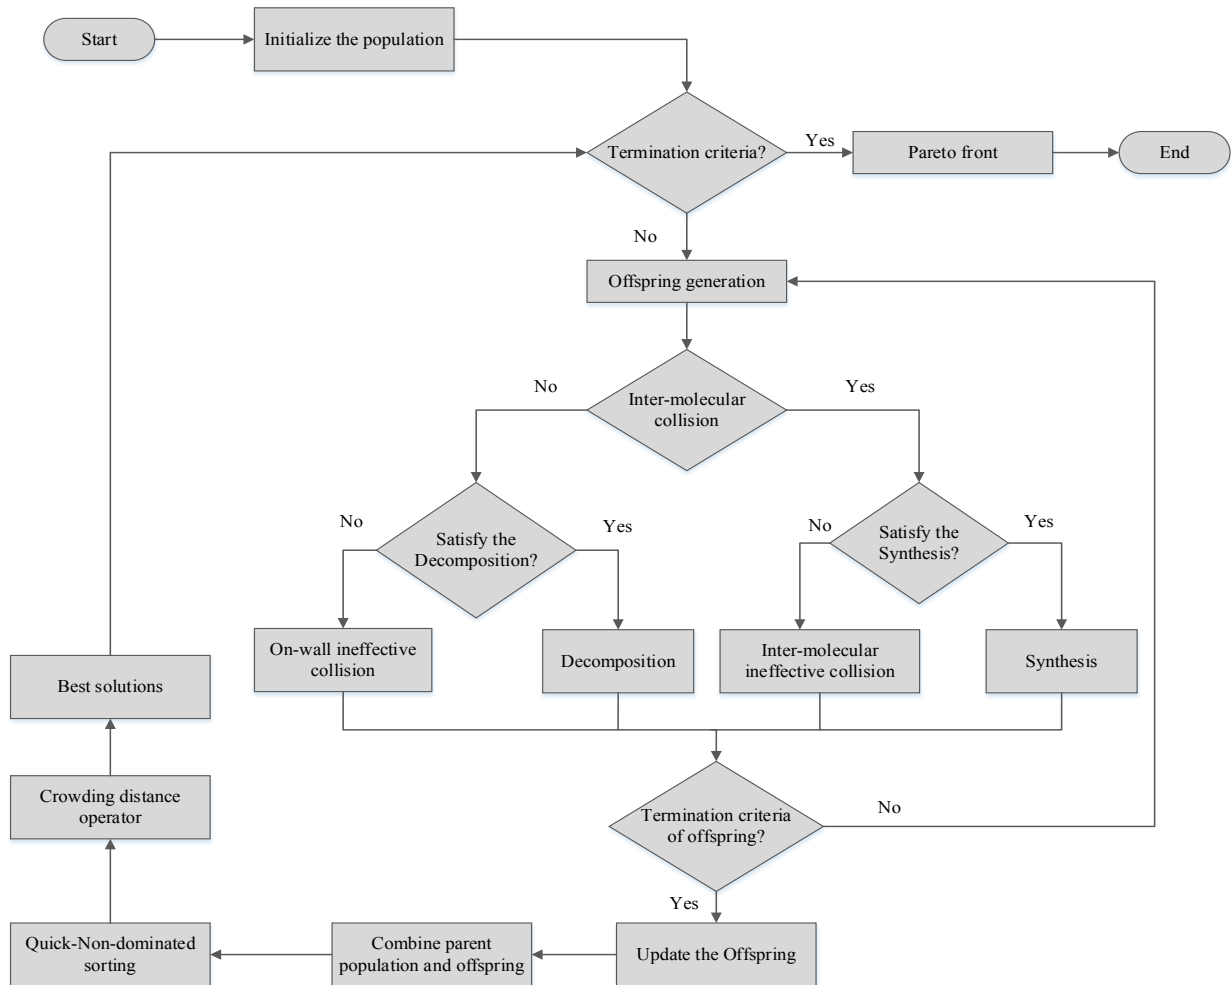 Start
Initialize the population
Termination criteria?
Yes
Pareto front
End
No
Offspring generation
No
Inter-molecular
collision
Yes
No
Satisfy the
Decomposition?
Yes
No
Satisfy the
Synthesis?
Yes
On-wall ineffective
collision
Decomposition
Inter-molecular
ineffective collision
Synthesis
Best solutions
Crowding distance
operator
Termination criteria
of offspring?
No
Yes
Quick-Non-dominated
sorting
Combine parent
population and offspring
Update the Offspring